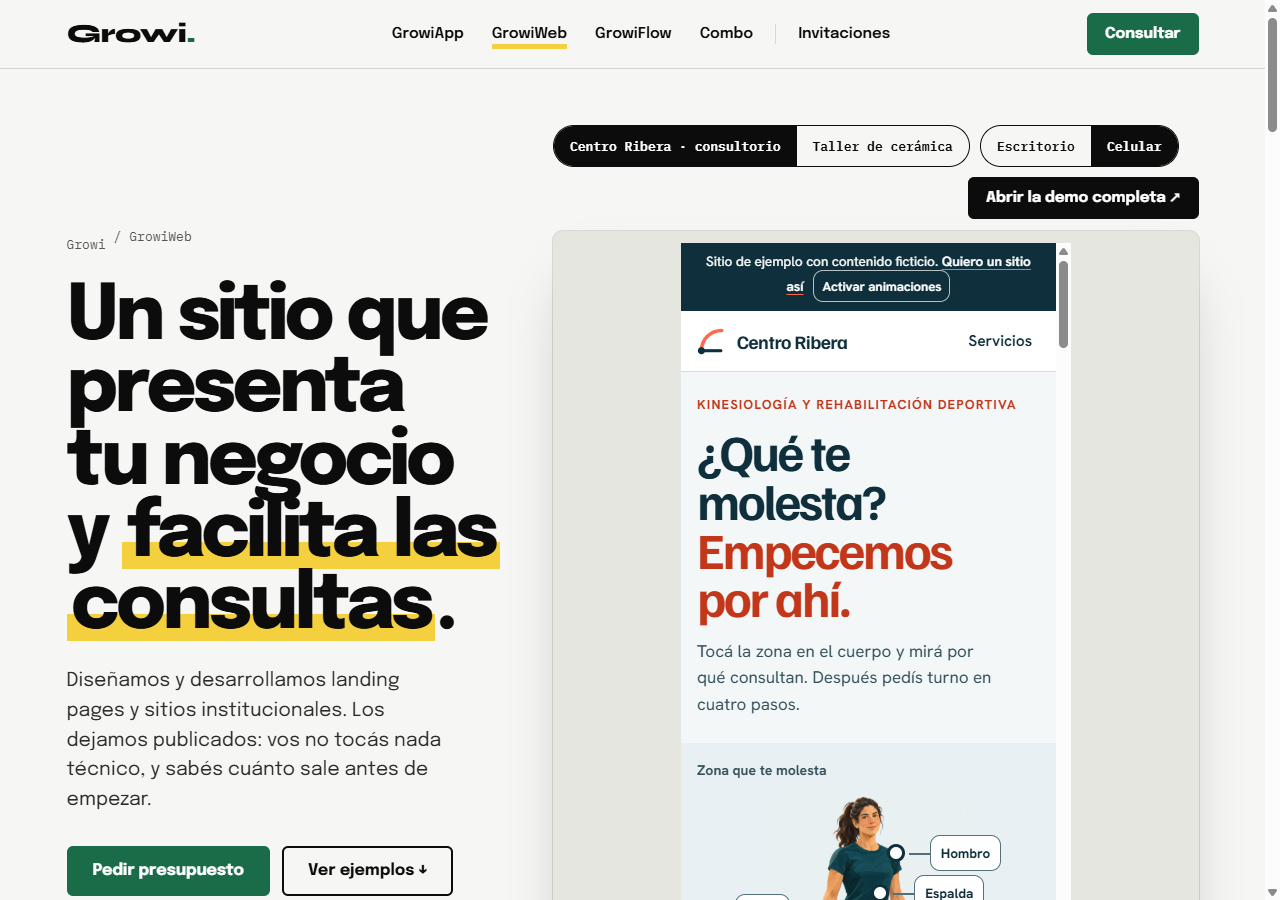 Growi.
GrowiApp
GrowiWeb
GrowiFlow
Combo
Invitaciones
Consultar
Centro Ribera · consultorio
Taller de cerámica
Escritorio
Celular
Abrir la demo completa ↗
Growi / GrowiWeb
Un sitio que
presenta
tu negocio
y facilita las
consultas.
Diseñamos y desarrollamos landing
pages y sitios institucionales. Los
dejamos publicados: vos no tocás nada
técnico, y sabés cuánto sale antes de
empezar.
Pedir presupuesto
Ver ejemplos ↓
Sitio de ejemplo con contenido ficticio. Quiero un sitio
así
Activar animaciones
Centro Ribera
Servicios
KINESIOLOGÍA Y REHABILITACIÓN DEPORTIVA
¿Qué te
molesta?
Empecemos
por ahí.
Tocá la zona en el cuerpo y mirá por
qué consultan. Después pedís turno en
cuatro pasos.
Zona que te molesta
Hombro
Espalda